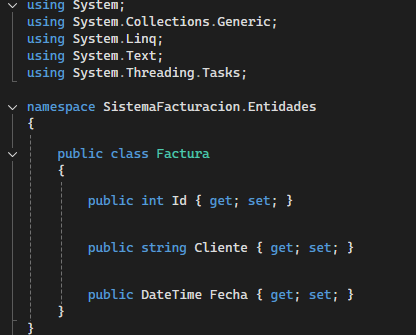 using System;
using System.Collections.Generic;
using System.Linq;
using System.Text;
using System.Threading.Tasks;
namespace SistemaFacturacion.Entidades
{
public class Factura
{
public int Id { get; set; }
public string Cliente { get; set; }
public DateTime Fecha { get; set; }
}
}